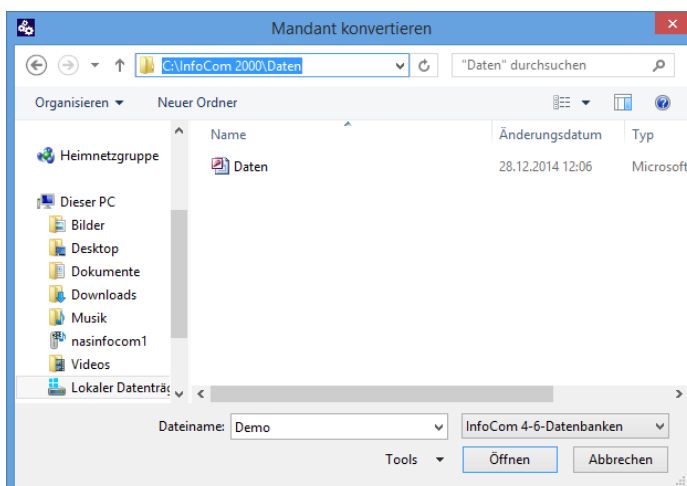 Mandant konvertieren
C:\InfoCom 2000\Daten
"Daten" durchsuchen
Organisieren
Neuer Ordner
Name
Änderungsdatum
Typ
Heimnetzgruppe
Daten
28.12.2014 12:06
Microsoft
Dieser PC
Bilder
Desktop
Dokumente
Downloads
Musik
nasinfocom1
Videos
Lokaler Datenträg
Dateiname:
Demo
InfoCom 4-6-Datenbanken
Tools
Öffnen
Abbrechen